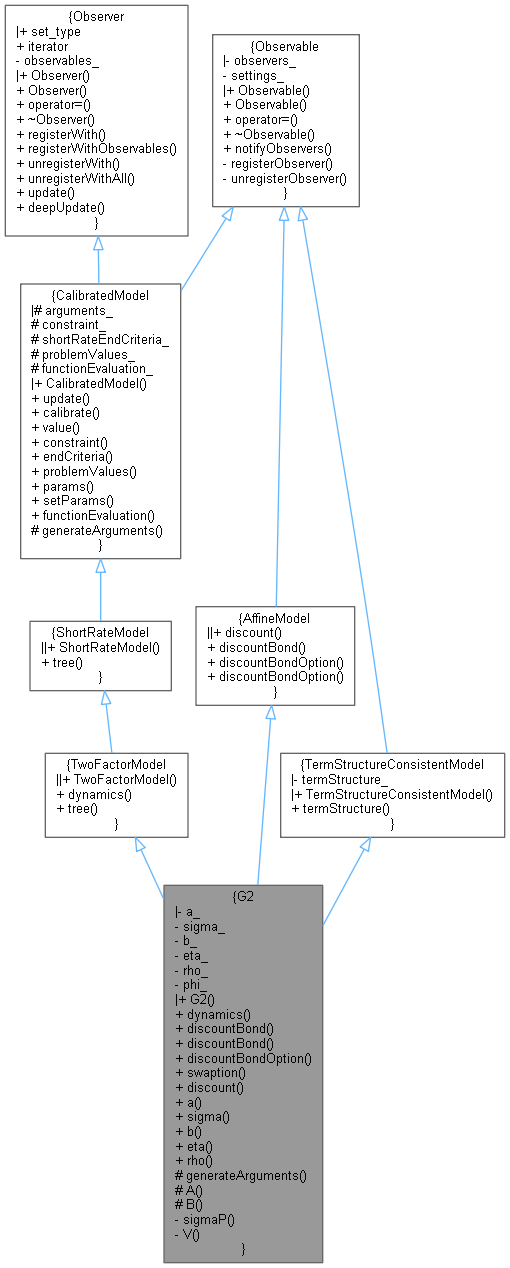 {Observer
|+ set_type
+ iterator
- observables_
|+ Observer()
+ Observer()
+ operator=()
+ ~Observer()
+ registerWith()
+ registerWithObservables()
+ unregisterWith()
+ unregisterWithAll()
+ update()
+ deepUpdate()
}
{Observable
|- observers_
- settings_
|+ Observable()
+ Observable()
+ operator=()
+ ~Observable()
+ notifyObservers()
- registerObserver()
- unregisterObserver()
}
{CalibratedModel
|# arguments_
# constraint_
# shortRateEndCriteria_
# problemValues_
# functionEvaluation_
|+ CalibratedModel()
+ update()
+ calibrate()
+ value()
+ constraint()
+ endCriteria()
+ problemValues()
+ params()
+ setParams()
+ functionEvaluation()
# generateArguments()
}
{ShortRateModel
||+ ShortRateModel()
+ tree()
}
{AffineModel
||+ discount()
+ discountBond()
+ discountBondOption()
+ discountBondOption()
}
{TwoFactorModel
||+ TwoFactorModel()
+ dynamics()
+ tree()
}
{TermStructureConsistentModel
|- termStructure_
|+ TermStructureConsistentModel()
+ termStructure()
}
{G2
|- a_
- sigma_
- b_
- eta_
- rho_
- phi_
|+ G2()
+ dynamics()
+ discountBond()
+ discountBond()
+ discountBondOption()
+ swaption()
+ discount()
+ a()
+ sigma()
+ b()
+ eta()
+ rho()
# generateArguments()
# A()
# B()
- sigmaP()
- V()
}